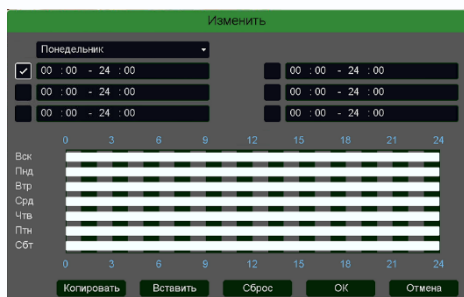 Изменить
Понедельник
00 : 00 - 24 : 00 00 : 00 - 24 : 00
00 : 00 - 24 : 00 00 : 00 - 24 : 00
00 : 00 - 24 : 00 00 : 00 - 24 : 00
0 3 6 9 12 15 18 21 24
Вск
Пнд
Втр
Срд
Чтв
Птн
Сбт
0 3 6 9 12 15 18 21 24
Копировать Вставить Сброс ОК Отмена